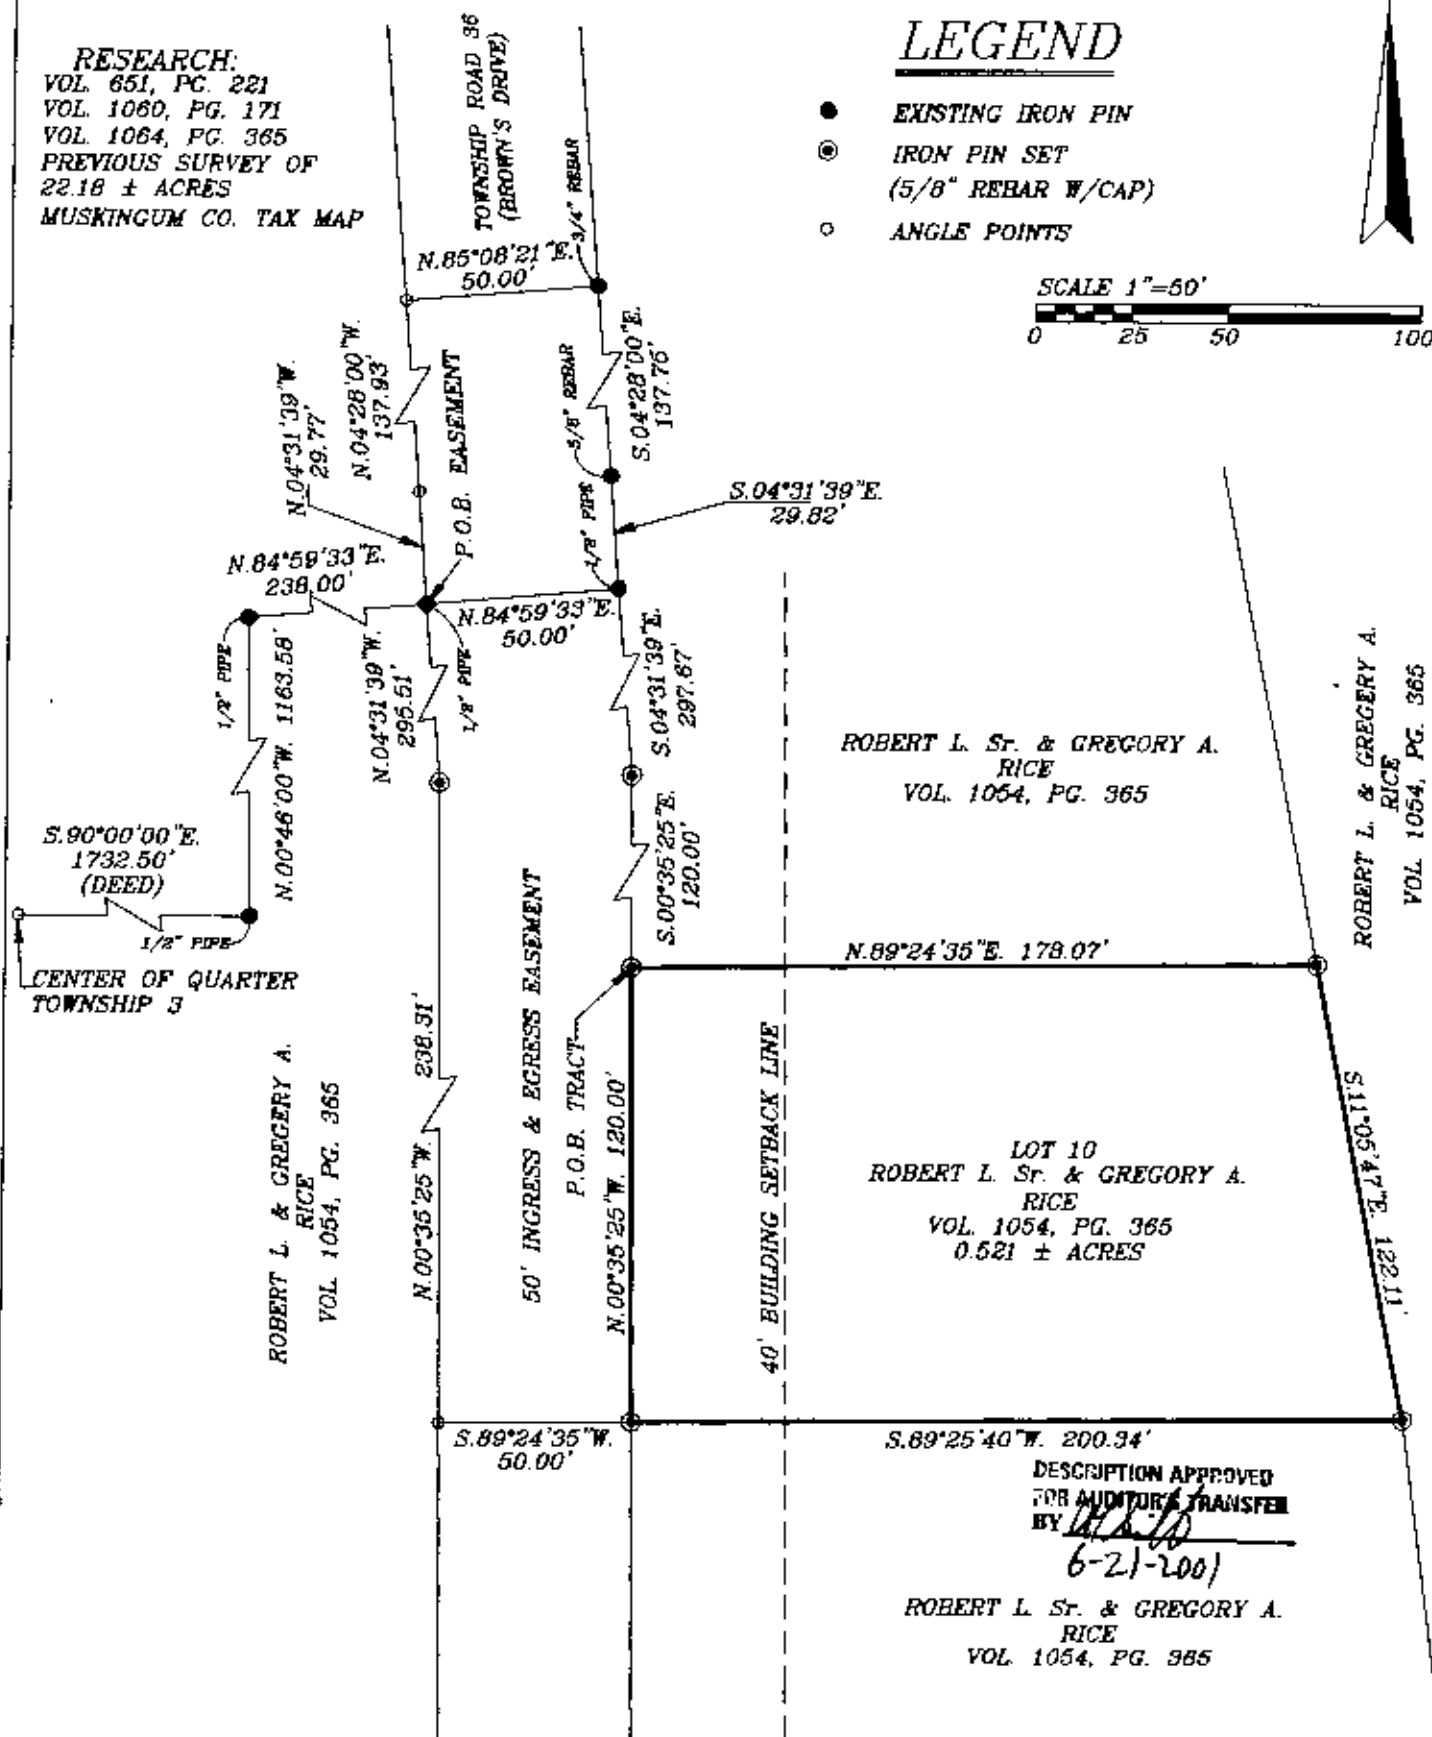 RESEARCH:
VOL. 651, PG. 221
VOL. 1060, PG. 171
VOL. 1064, PG. 365
PREVIOUS SURVEY OF
22.18 ± ACRES
MUSKINGUM CO. TAX MAP
TOWNSHIP ROAD 36
(BROWN'S DRIVE)
LEGEND
EXISTING IRON PIN
IRON PIN SET
(5/8" REBAR W/CAP)
ANGLE POINTS
SCALE 1"=50'
0 25 50 100
3/4" REBAR
N.85°08'21"E.
50.00'
N.04°31'39"W.
29.77'
N.04°28'00"W.
137.93'
P.O.B. EASEMENT
5/8" REBAR
S.04°28'00"E.
137.76'
1/2" PIPE
S.04°31'39"E.
29.82'
N.84°59'33"E.
238.00'
N.84°59'33"E.
50.00'
1/2" PIPE
N.00°46'00"W. 1163.58'
N.04°31'39"W.
295.51'
1/2" PIPE
S.04°31'39"E.
297.67'
ROBERT L. Sr. & GREGORY A.
RICE
VOL. 1054, PG. 365
ROBERT L. & GREGERY A.
RICE
VOL 1054, PG. 365
S.90°00'00"E.
1732.50'
(DEED)
1/2" PIPE
CENTER OF QUARTER
TOWNSHIP 3
S.00°35'25"E.
120.00'
N.89°24'35"E. 178.07'
50' INGRESS & EGRESS EASEMENT
P.O.B. TRACT
ROBERT L. & GREGERY A.
RICE
VOL 1054, PG. 365
N.00°35'25"W. 238.31'
N.00°35'25"W. 120.00'
40' BUILDING SETBACK LINE
LOT 10
ROBERT L. Sr. & GREGORY A.
RICE
VOL. 1054, PG. 365
0.521 ± ACRES
S.11°05'47"E. 122.11'
S.89°24'35"W.
50.00'
S.89°25'40"W. 200.34'
DESCRIPTION APPROVED
FOR AUDITOR'S TRANSFER
BY
6-21-2001
ROBERT L. Sr. & GREGORY A.
RICE
VOL 1054, PG. 365